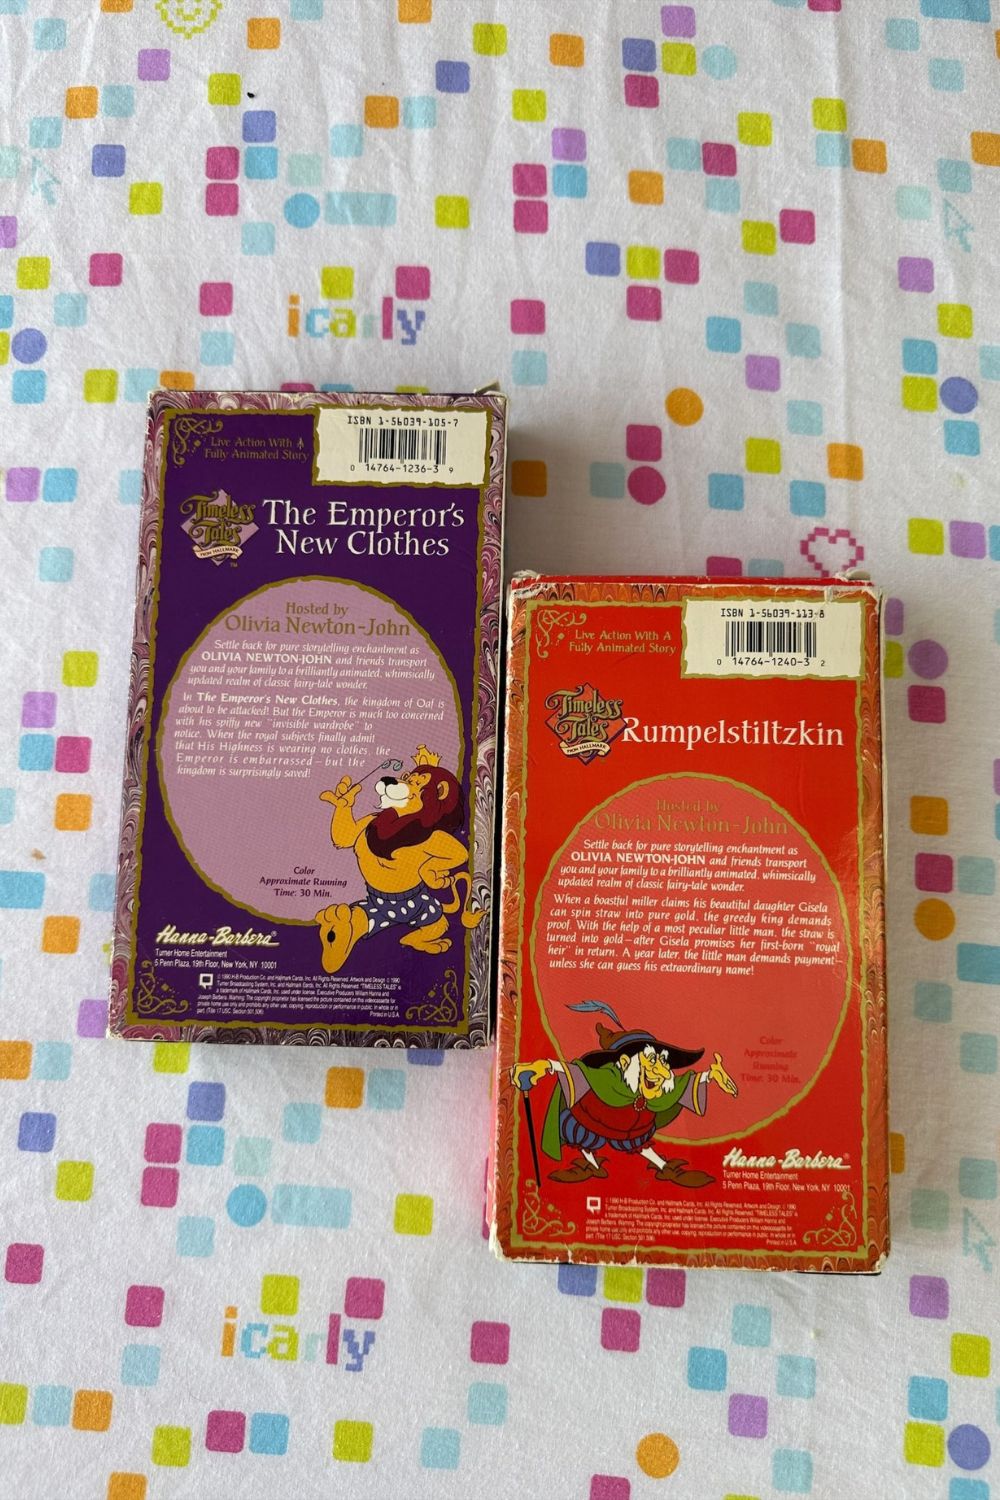 icarly
ISBN 1-56039-105-7
0 14764-1236-3 9
Live Action With A
Fully Animated Story
Timeless
Tales
FROM HALLMARK
TM
The Emperor's
New Clothes
Hosted by
Olivia Newton-John
Settle back for pure storytelling enchantment as
OLIVIA NEWTON-JOHN and friends transport
you and your family to a brilliantly animated, whimsically
updated realm of classic fairy-tale wonder.
In The Emperor's New Clothes, the kingdom of Oaf is
about to be attacked! But the Emperor is much too concerned
with his spiffy new "invisible wardrobe" to
notice. When the royal subjects finally admit
that His Highness is wearing no clothes, the
Emperor is embarrassed – but the
kingdom is surprisingly saved!
Color
Approximate Running
Time: 30 Min.
Hanna-Barbera
Turner Home Entertainment
5 Penn Plaza, 19th Floor, New York, NY 10001
Printed in U.S.A.
ISBN 1-56039-113-8
0 14764-1240-3 2
Live Action With A
Fully Animated Story
Timeless
Tales
FROM HALLMARK
Rumpelstiltzkin
Hosted by
Olivia Newton-John
Settle back for pure storytelling enchantment as
OLIVIA NEWTON-JOHN and friends transport
you and your family to a brilliantly animated, whimsically
updated realm of classic fairy-tale wonder.
When a boastful miller claims his beautiful daughter Gisela
can spin straw into pure gold, the greedy king demands
proof. With the help of a most peculiar little man, the straw is
turned into gold – after Gisela promises her first-born "royal
heir" in return. A year later, the little man demands payment –
unless she can guess his extraordinary name!
Color
Approximate
Running
Time: 30 Min.
Hanna-Barbera
Turner Home Entertainment
5 Penn Plaza, 19th Floor, New York, NY 10001
Printed in U.S.A.
icarly